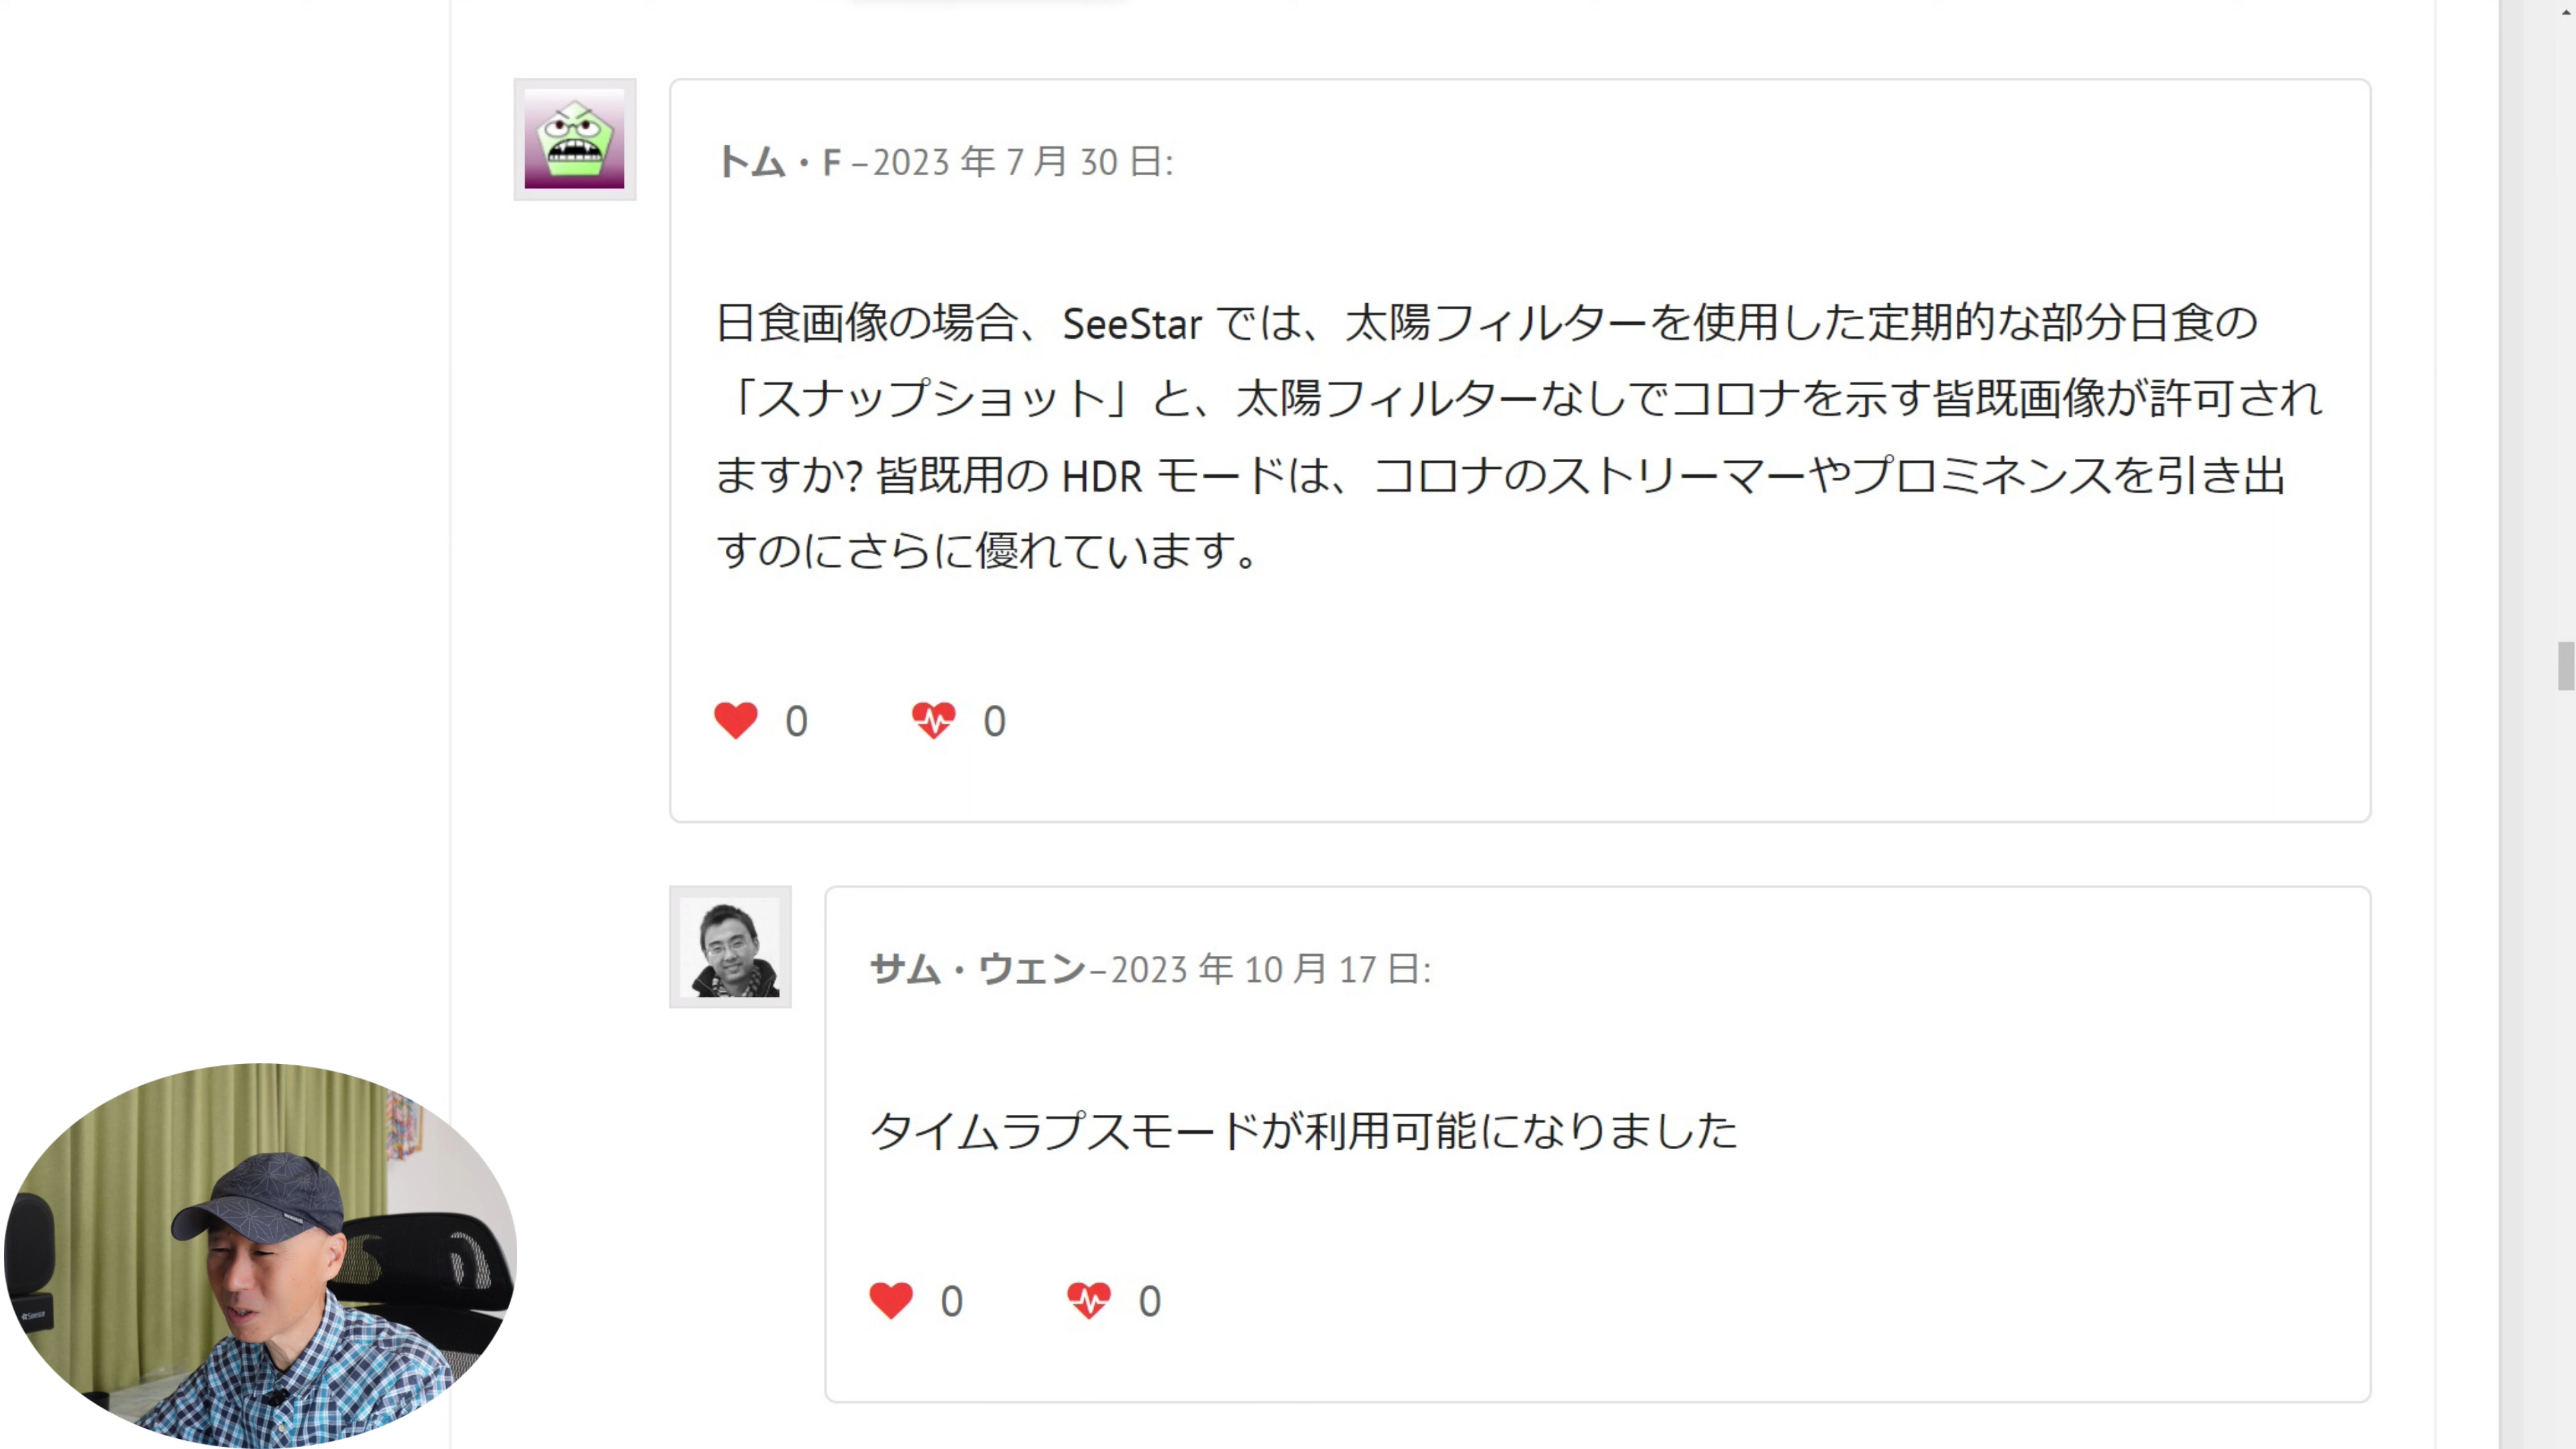 トム・F –2023 年 7 月 30 日:
日食画像の場合、SeeStar では、太陽フィルターを使用した定期的な部分日食の
「スナップショット」と、太陽フィルターなしでコロナを示す皆既画像が許可され
ますか? 皆既用の HDR モードは、コロナのストリーマーやプロミネンスを引き出
すのにさらに優れています。
0 0
サム・ウェン–2023 年 10 月 17 日:
タイムラプスモードが利用可能になりました
0 0